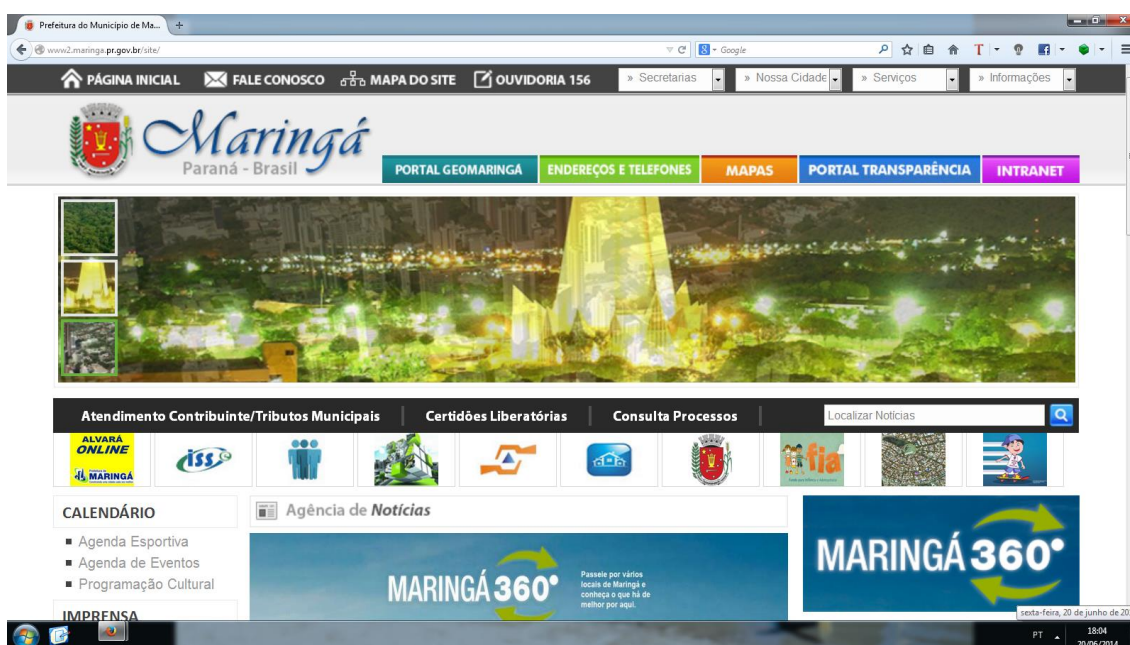 Prefeitura do Município de Ma...
www2.maringa.pr.gov.br/site/
Google
PÁGINA INICIAL
FALE CONOSCO
MAPA DO SITE
OUVIDORIA 156
» Secretarias
» Nossa Cidade
» Serviços
» Informações
Maringá
Paraná - Brasil
PORTAL GEOMARINGÁ
ENDEREÇOS E TELEFONES
MAPAS
PORTAL TRANSPARÊNCIA
INTRANET
Atendimento Contribuinte/Tributos Municipais
Certidões Liberatórias
Consulta Processos
Localizar Notícias
ALVARÁ
ONLINE
MARINGÁ
iss
fia
CALENDÁRIO
Agência de Notícias
Agenda Esportiva
Agenda de Eventos
Programação Cultural
IMPRENSA
MARINGÁ 360°
Passeie por vários
locais de Maringá e
conheça o que há de
melhor por aqui.
MARINGÁ 360°
sexta-feira, 20 de junho de 20
PT
18:04
20/06/2014